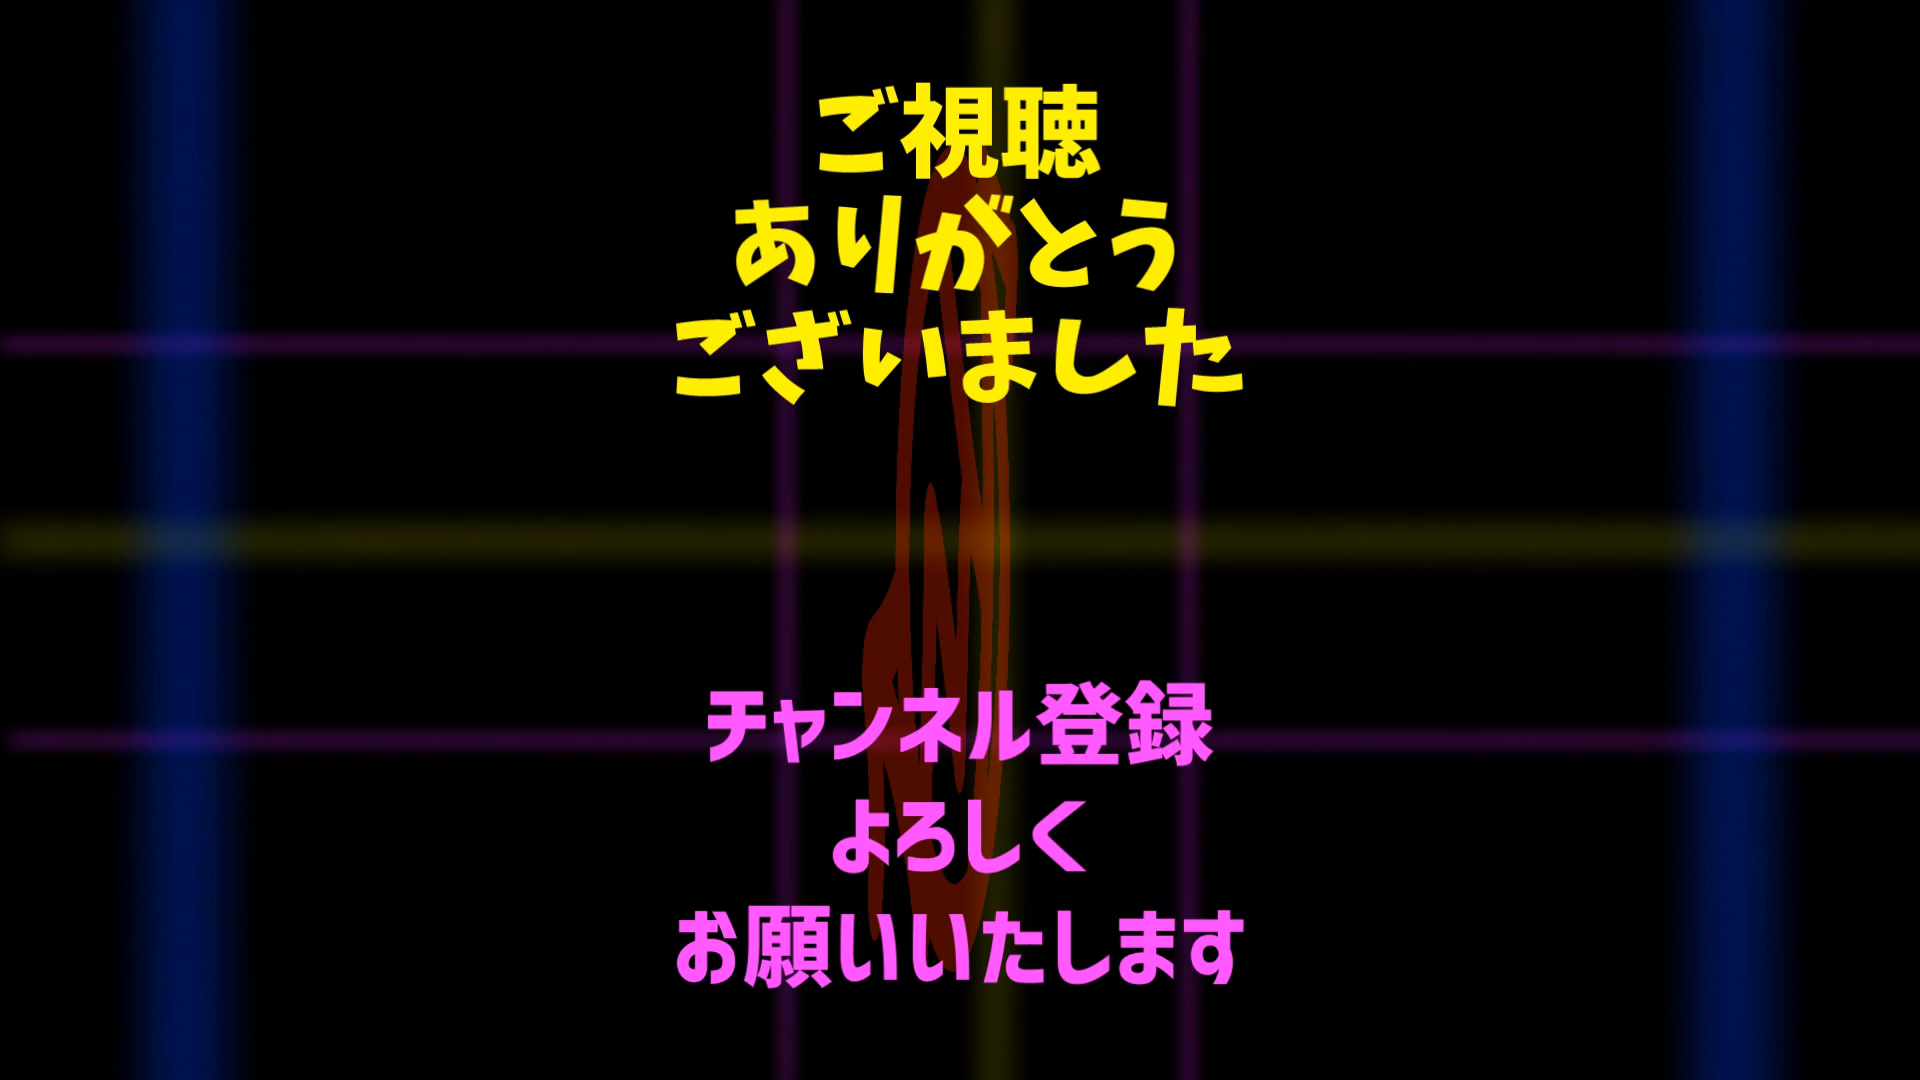 ご視聴
ありがとう
ございました
チャンネル登録
よろしく
お願いいたします